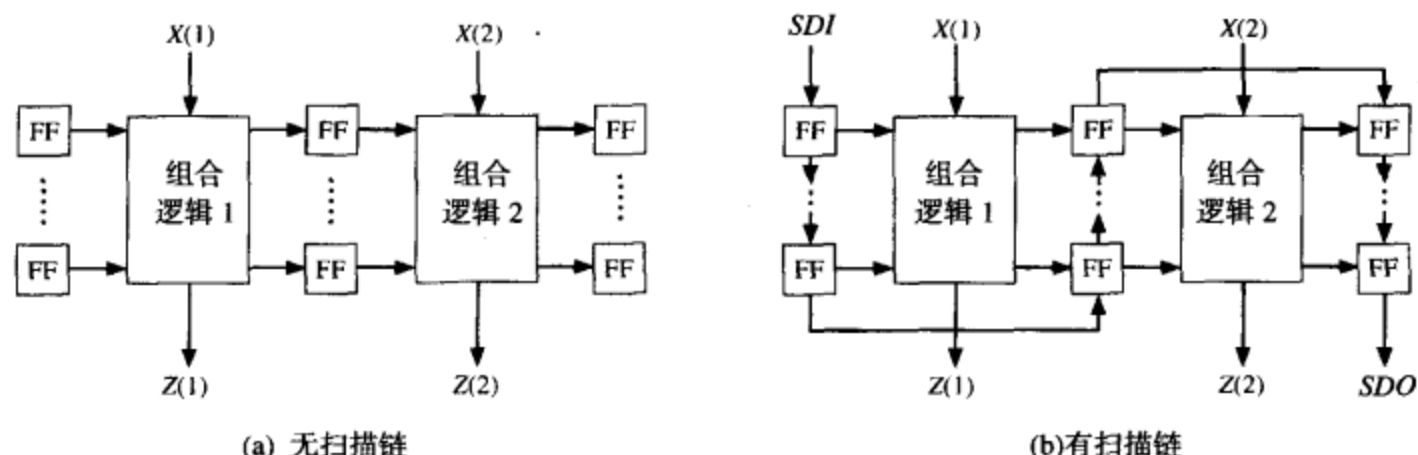 X(1)
X(2)
FF
FF
FF
组合
逻辑 1
组合
逻辑 2
FF
FF
FF
Z(1)
Z(2)
(a) 无扫描链
SDI
X(1)
X(2)
FF
FF
FF
组合
逻辑 1
组合
逻辑 2
FF
FF
FF
Z(1)
Z(2)
SDO
(b)有扫描链